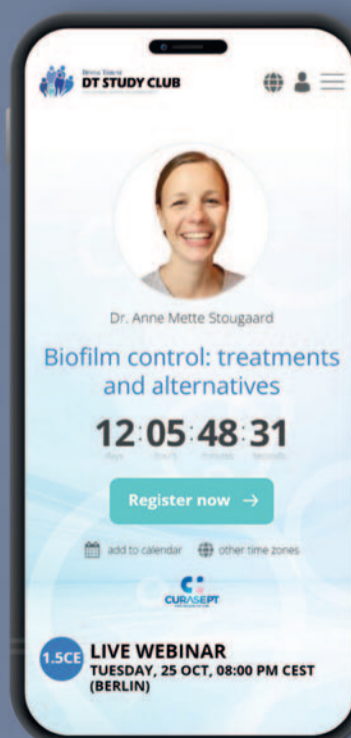 DT STUDY CLUB
Dr. Anne Mette Stougaard
Biofilm control: treatments
and alternatives
12:05:48:31
Register now →
add to calendar other time zones
CURASEPT
1.5CE
LIVE WEBINAR
TUESDAY, 25 OCT, 08:00 PM CEST
(BERLIN)